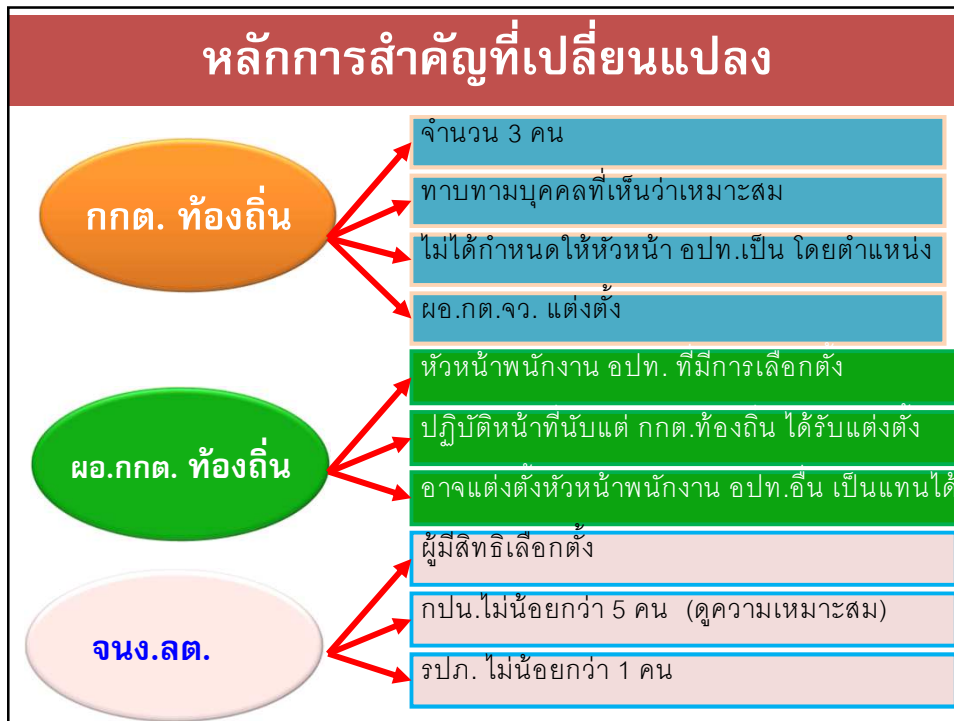 หลักการสำคัญที่เปลี่ยนแปลง
กกต. ท้องถิ่น
จำนวน 3 คน
ทาบทามบุคคลที่เห็นว่าเหมาะสม
ไม่ได้กำหนดให้หัวหน้า อปท.เป็น โดยตำแหน่ง
ผอ.กต.จว. แต่งตั้ง
ผอ.กกต. ท้องถิ่น
หัวหน้าพนักงาน อปท. ที่มีการเลือกตั้ง
ปฏิบัติหน้าที่นับแต่ กกต.ท้องถิ่น ได้รับแต่งตั้ง
อาจแต่งตั้งหัวหน้าพนักงาน อปท.อื่น เป็นแทนได้
จนง.ลต.
ผู้มีสิทธิเลือกตั้ง
กปน.ไม่น้อยกว่า 5 คน (ดูความเหมาะสม)
รปภ. ไม่น้อยกว่า 1 คน